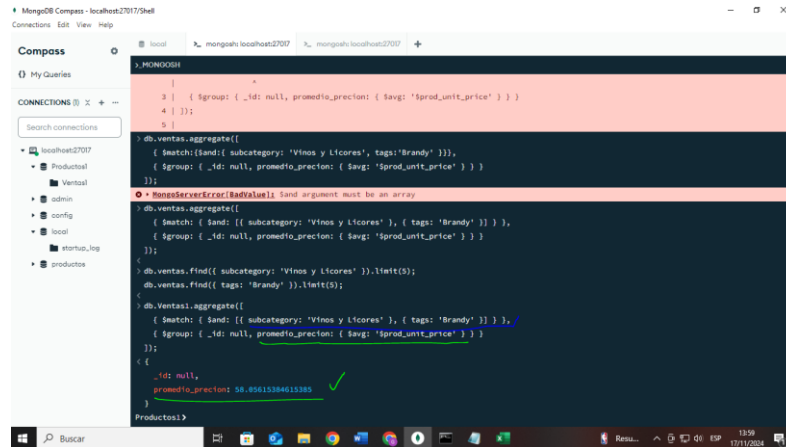 MongoDB Compass - localhost:27017/Shell
Connections Edit View Help
Compass
local
mongosh: localhost:27017
mongosh: localhost:27017
+
My Queries
CONNECTIONS (1) × + ···
Search connections
localhost:27017
Productos1
Ventas1
admin
config
local
startup_log
productos
>_MONGOSH
| ^
3 | { $group: { _id: null, promedio_precion: { $avg: '$prod_unit_price' } } }
4 | ]);
5 |
> db.ventas.aggregate([
{ $match:{$and:{ subcategory: 'Vinos y Licores', tags:'Brandy' }}},
{ $group: { _id: null, promedio_precion: { $avg: '$prod_unit_price' } } }
]);
MongoServerError[BadValue]: $and argument must be an array
> db.ventas.aggregate([
{ $match: { $and: [{ subcategory: 'Vinos y Licores' }, { tags: 'Brandy' }] } },
{ $group: { _id: null, promedio_precion: { $avg: '$prod_unit_price' } } }
]);
<
> db.ventas.find({ subcategory: 'Vinos y Licores' }).limit(5);
db.ventas.find({ tags: 'Brandy' }).limit(5);
<
> db.Ventas1.aggregate([
{ $match: { $and: [{ subcategory: 'Vinos y Licores' }, { tags: 'Brandy' }] } },
{ $group: { _id: null, promedio_precion: { $avg: '$prod_unit_price' } } }
]);
< {
_id: null,
promedio_precion: 58.05615384615385
}
Productos1>
Buscar
Resu...
ESP
13:59
17/11/2024